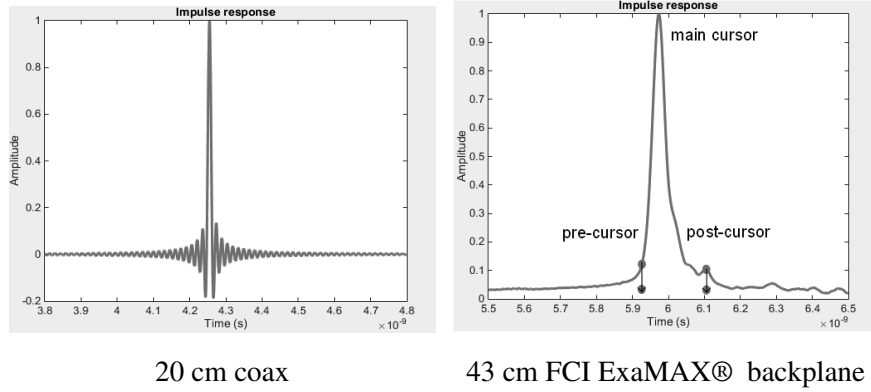 Impulse response
1
0.8
0.6
0.4
0.2
0
-0.2
Amplitude
3.8 3.9 4 4.1 4.2 4.3 4.4 4.5 4.6 4.7 4.8
Time (s)
×10⁻⁹
Impulse response
1
0.9
0.8
0.7
0.6
0.5
0.4
0.3
0.2
0.1
0
Amplitude
main cursor
pre-cursor
post-cursor
5.5 5.6 5.7 5.8 5.9 6 6.1 6.2 6.3 6.4 6.5
Time (s)
×10⁻⁹
20 cm coax
43 cm FCI ExaMAX® backplane